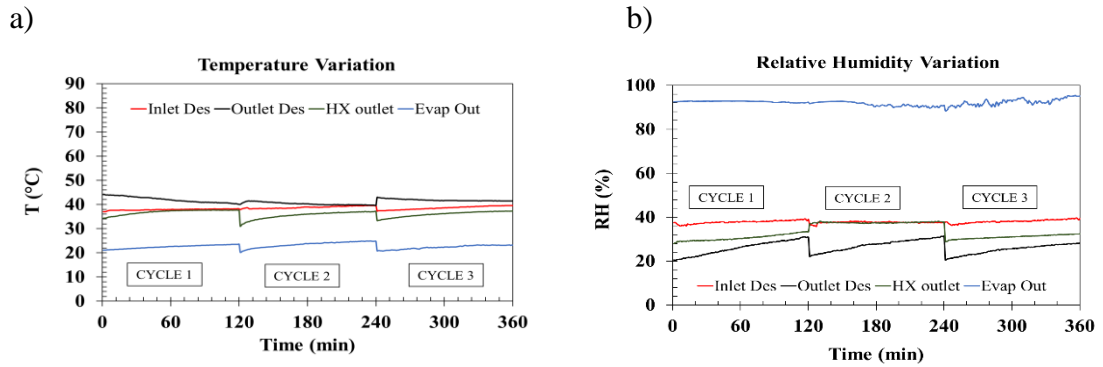 a)
Temperature Variation
90
80
70
60
50
40
30
20
10
0
T (°C)
Inlet Des Outlet Des HX outlet Evap Out
CYCLE 1 CYCLE 2 CYCLE 3
0 120 240 360
Time (min)
b)
Relative Humidity Variation
100
80
60
40
20
0
RH (%)
CYCLE 1 CYCLE 2 CYCLE 3
Inlet Des Outlet Des HX outlet Evap Out
0 60 120 180 240 300 360
Time (min)